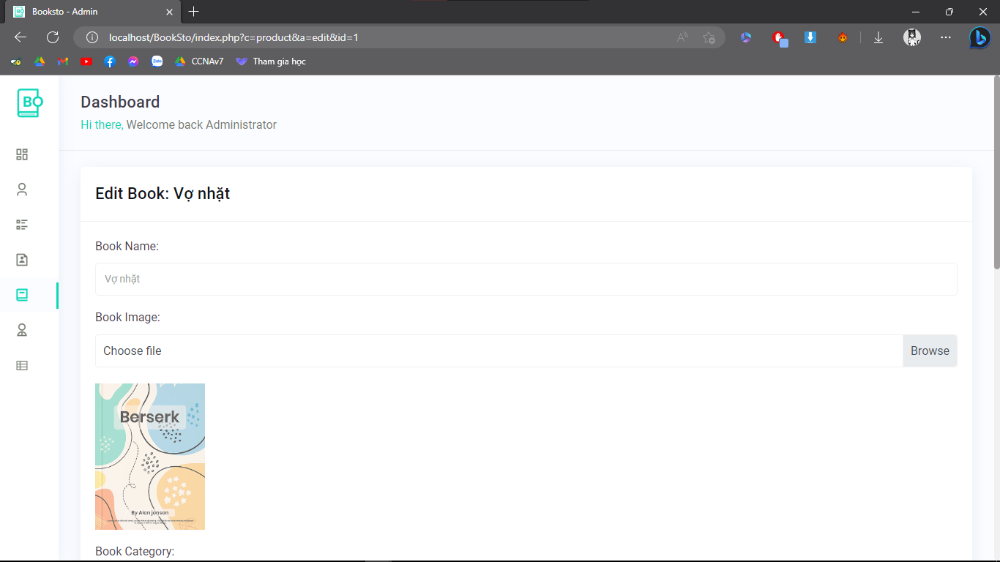 Booksto - Admin
localhost/BookSto/index.php?c=product&a=edit&id=1
Zalo
CCNAv7
Tham gia học
BO
Dashboard
Hi there, Welcome back Administrator
Edit Book: Vợ nhặt
Book Name:
Vợ nhặt
Book Image:
Choose file
Browse
Berserk
By Alan jonson
Book Category: